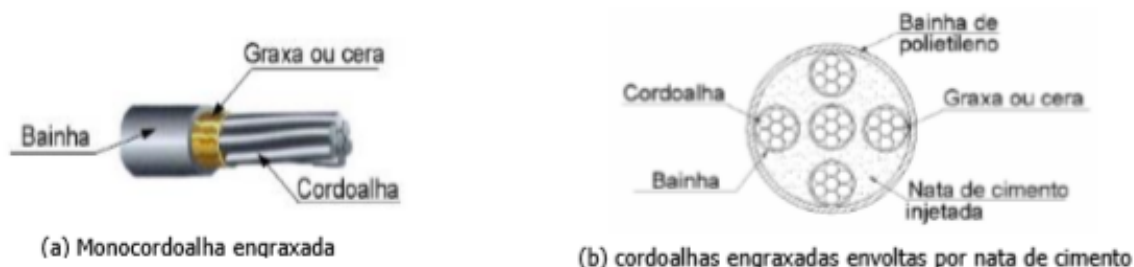 Graxa ou cera
Bainha
Cordoalha
(a) Monocordoalha engraxada
Bainha de
polietileno
Cordoalha
Graxa ou cera
Bainha
Nata de cimento
injetada
(b) cordoalhas engraxadas envoltas por nata de cimento